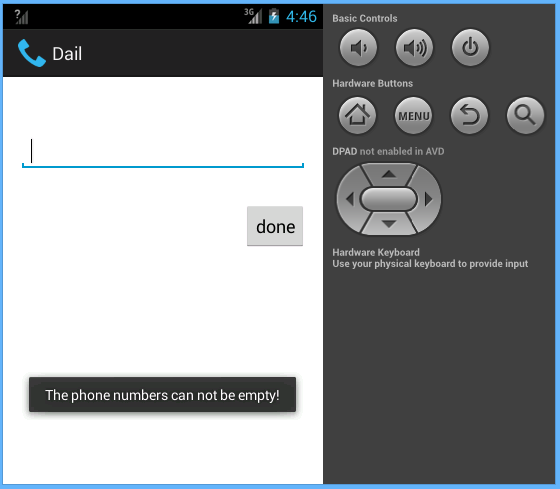 ?
3G
4:46
Dail
done
The phone numbers can not be empty!
Basic Controls
Hardware Buttons
MENU
DPAD not enabled in AVD
Hardware Keyboard
Use your physical keyboard to provide input